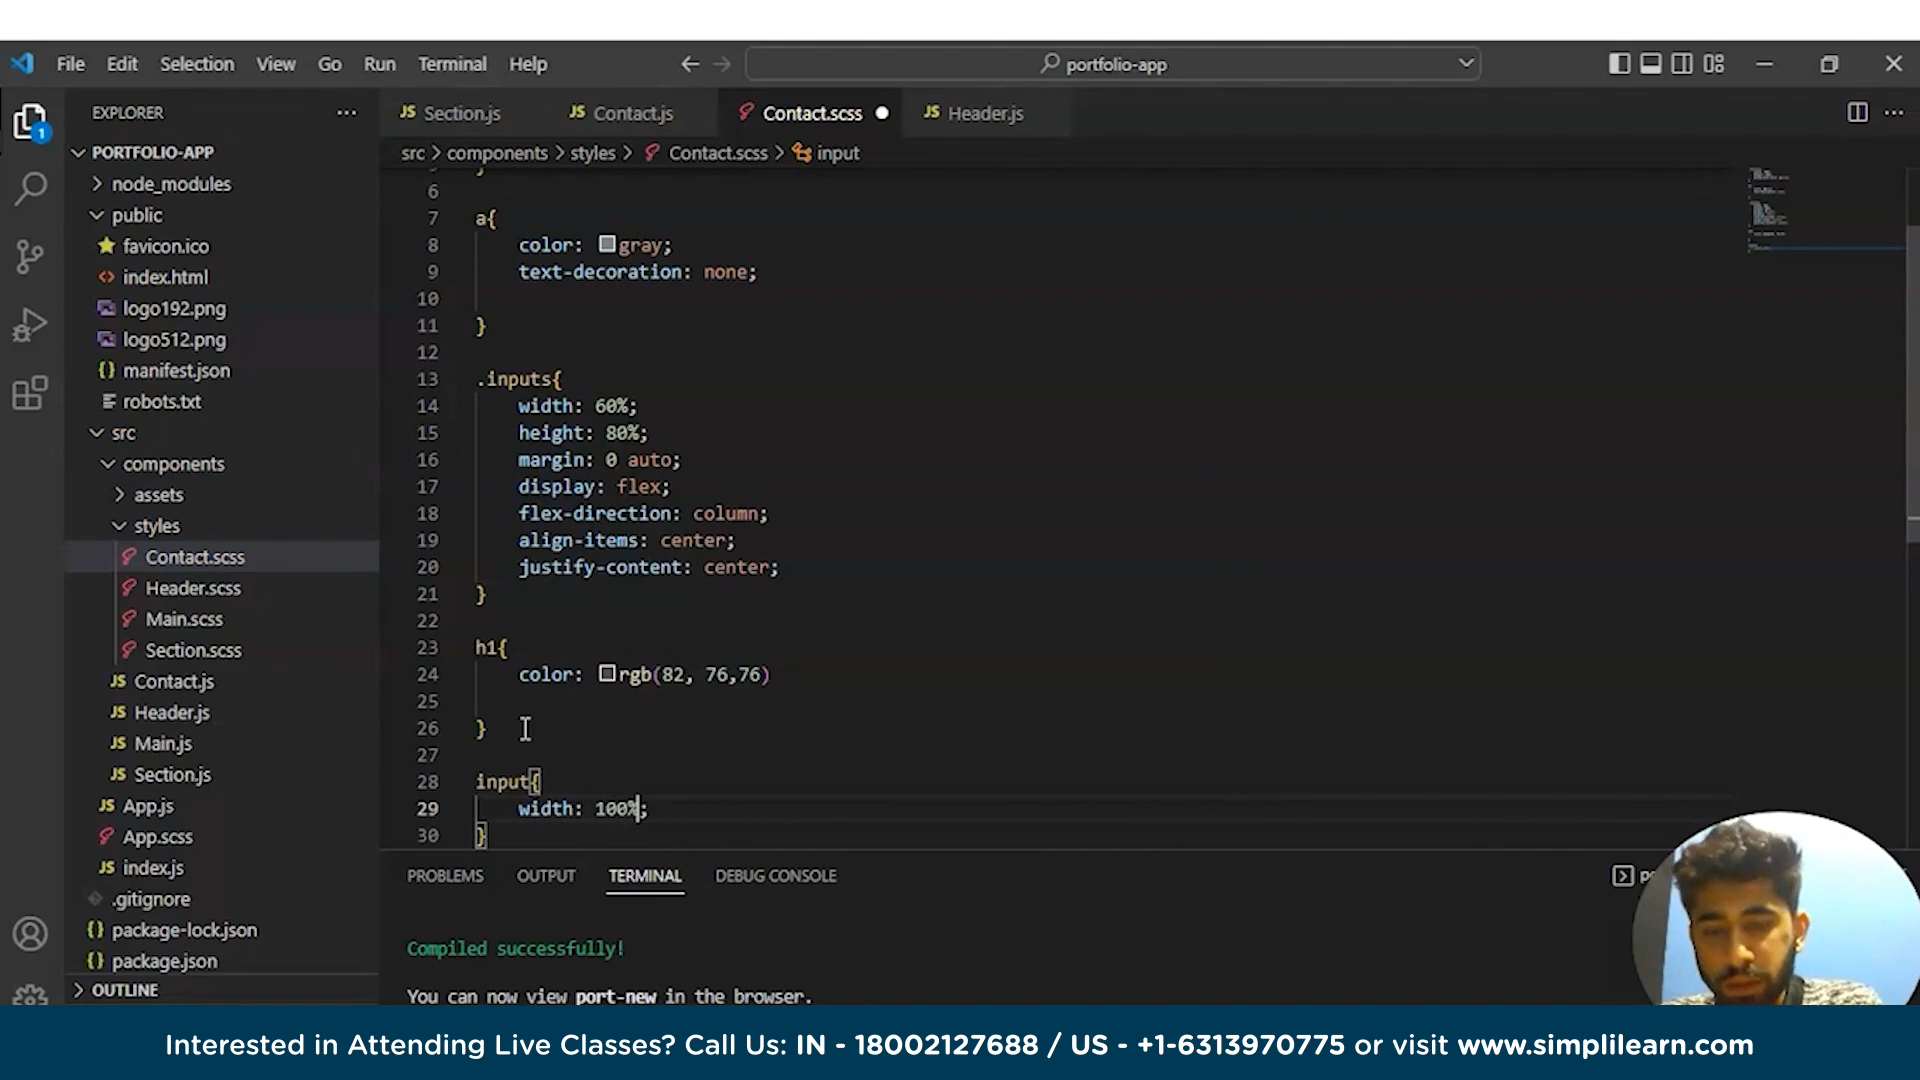 File Edit Selection View Go Run Terminal Help
portfolio-app
EXPLORER
Section.js
Contact.js
Contact.scss
Header.js
1
PORTFOLIO-APP
src > components > styles > Contact.scss > input
node_modules
public
favicon.ico
index.html
logo192.png
logo512.png
manifest.json
robots.txt
src
components
assets
styles
Contact.scss
Header.scss
Main.scss
Section.scss
Contact.js
Header.js
Main.js
Section.js
App.js
App.scss
index.js
.gitignore
package-lock.json
package.json
OUTLINE
6
7 a{
8 color: gray;
9 text-decoration: none;
10
11 }
12
13 .inputs{
14 width: 60%;
15 height: 80%;
16 margin: 0 auto;
17 display: flex;
18 flex-direction: column;
19 align-items: center;
20 justify-content: center;
21 }
22
23 h1{
24 color: rgb(82, 76,76)
25
26 }
27
28 input{
29 width: 100%;
30 }
PROBLEMS OUTPUT TERMINAL DEBUG CONSOLE
Compiled successfully!
You can now view port-new in the browser.
Interested in Attending Live Classes? Call Us: IN - 18002127688 / US - +1-6313970775 or visit www.simplilearn.com